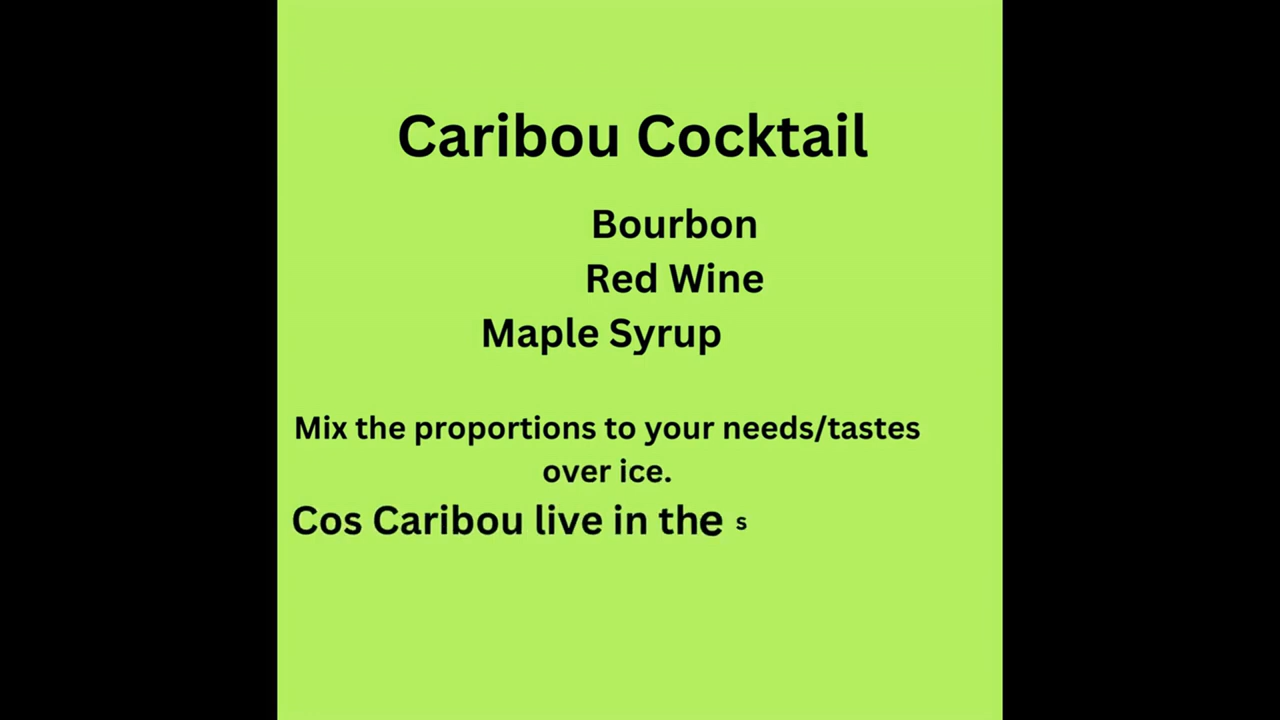 Caribou Cocktail
Bourbon
Red Wine
Maple Syrup
Mix the proportions to your needs/tastes
over ice.
Cos Caribou live in the s